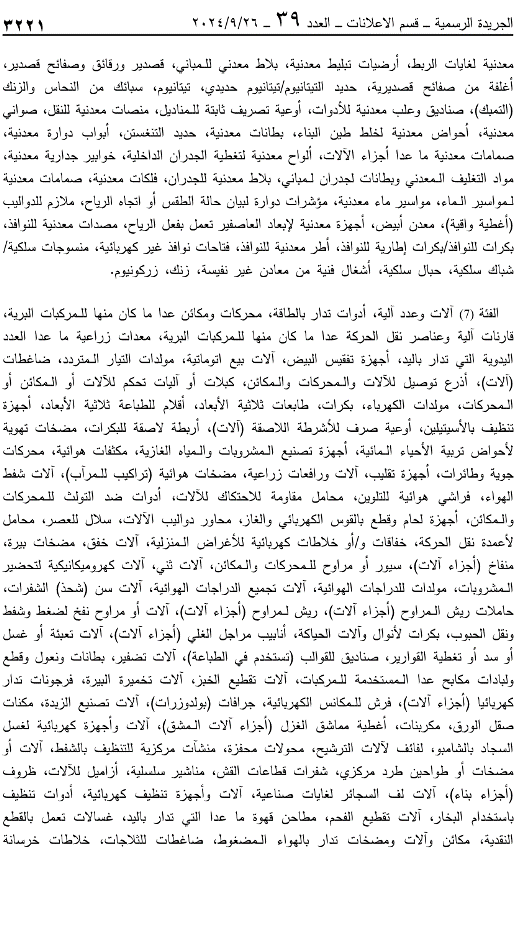 الجريدة الرسمية ــ قسم الاعلانات ــ العدد ٣٩ ــ ٢٠٢٤/٩/٢٦ ٣٢٢١
معدنية لغايات الربط، أرضيات تبليط معدنية، بلاط معدني للمباني، قصدير ورقائق وصفائح قصدير،
أغلفة من صفائح قصديرية، حديد التيتانيوم/تيتانيوم حديدي، تيتانيوم، سبائك من النحاس والزنك
(التمبك)، صناديق وعلب معدنية للأدوات، أوعية تصريف ثابتة للمناديل، منصات معدنية للنقل، صواني
معدنية، أحواض معدنية لخلط طين البناء، بطانات معدنية، حديد التنغستن، أبواب دوارة معدنية،
صمامات معدنية ما عدا أجزاء الآلات، ألواح معدنية لتغطية الجدران الداخلية، خوابير جدارية معدنية،
مواد التغليف المعدني وبطانات لجدران لمباني، بلاط معدنية للجدران، فلكات معدنية، صمامات معدنية
لمواسير الماء، مواسير ماء معدنية، مؤشرات دوارة لبيان حالة الطقس أو اتجاه الرياح، ملازم للدواليب
(أغطية واقية)، معدن أبيض، أجهزة معدنية لإبعاد العاصفير تعمل بفعل الرياح، مصدات معدنية للنوافذ،
بكرات للنوافذ/بكرات إطارية للنوافذ، أطر معدنية للنوافذ، فتاحات نوافذ غير كهربائية، منسوجات سلكية/
شباك سلكية، حبال سلكية، أشغال فنية من معادن غير نفيسة، زنك، زركونيوم.
الفئة (7) آلات وعدد آلية، أدوات تدار بالطاقة، محركات ومكائن عدا ما كان منها للمركبات البرية،
قارنات آلية وعناصر نقل الحركة عدا ما كان منها للمركبات البرية، معدات زراعية ما عدا العدد
اليدوية التي تدار باليد، أجهزة تفقيس البيض، آلات بيع اتوماتية، مولدات التيار المتردد، ضاغطات
(آلات)، أذرع توصيل للآلات والمحركات والمكائن، كبلات أو آليات تحكم للآلات أو المكائن أو
المحركات، مولدات الكهرباء، بكرات، طابعات ثلاثية الأبعاد، أقلام للطباعة ثلاثية الأبعاد، أجهزة
تنظيف بالأسيتيلين، أوعية صرف للأشرطة اللاصقة (آلات)، أربطة لاصقة للبكرات، مضخات تهوية
لأحواض تربية الأحياء المائية، أجهزة تصنيع المشروبات والمياه الغازية، مكثفات هوائية، محركات
جوية وطائرات، أجهزة تقليب، آلات ورافعات زراعية، مضخات هوائية (تراكيب للمرآب)، آلات شفط
الهواء، فراشي هوائية للتلوين، محامل مقاومة للاحتكاك للآلات، أدوات ضد التولث للمحركات
والمكائن، أجهزة لحام وقطع بالقوس الكهربائي والغاز، محاور دواليب الآلات، سلال للعصر، محامل
لأعمدة نقل الحركة، خفاقات و/أو خلاطات كهربائية للأغراض المنزلية، آلات خفق، مضخات بيرة،
منفاخ (أجزاء آلات)، سيور أو مراوح للمحركات والمكائن، آلات ثني، آلات كهروميكانيكية لتحضير
المشروبات، مولدات للدراجات الهوائية، آلات تجميع الدراجات الهوائية، آلات سن (شحذ) الشفرات،
حاملات ريش المراوح (أجزاء آلات)، ريش لمراوح (أجزاء آلات)، آلات أو مراوح نفخ لضغط وشفط
ونقل الحبوب، بكرات لأنوال وآلات الحياكة، أنابيب مراجل الغلي (أجزاء آلات)، آلات تعبئة أو غسل
أو سد أو تغطية القوارير، صناديق للقوالب (تستخدم في الطباعة)، آلات تضفير، بطانات ونعول وقطع
ولبادات مكابح عدا المستخدمة للمركبات، آلات تقطيع الخبز، آلات تخميرة البيرة، فرجونات تدار
كهربائيا (أجزاء آلات)، فرش للمكانس الكهربائية، جرافات (بولدوزرات)، آلات تصنيع الزبدة، مكنات
صقل الورق، مكربنات، أغطية مماشق الغزل (أجزاء آلات المشق)، آلات وأجهزة كهربائية لغسل
السجاد بالشامبو، لفائف لآلات الترشيح، محولات محفزة، منشآت مركزية للتنظيف بالشفط، آلات أو
مضخات أو طواحين طرد مركزي، شفرات قطاعات القش، مناشير سلسلية، أزاميل للآلات، ظروف
(أجزاء بناء)، آلات لف السجائر لغايات صناعية، آلات وأجهزة تنظيف كهربائية، أدوات تنظيف
باستخدام البخار، آلات تقطيع الفحم، مطاحن قهوة ما عدا التي تدار باليد، غسالات تعمل بالقطع
النقدية، مكائن وآلات ومضخات تدار بالهواء المضغوط، ضاغطات للثلاجات، خلاطات خرسانة